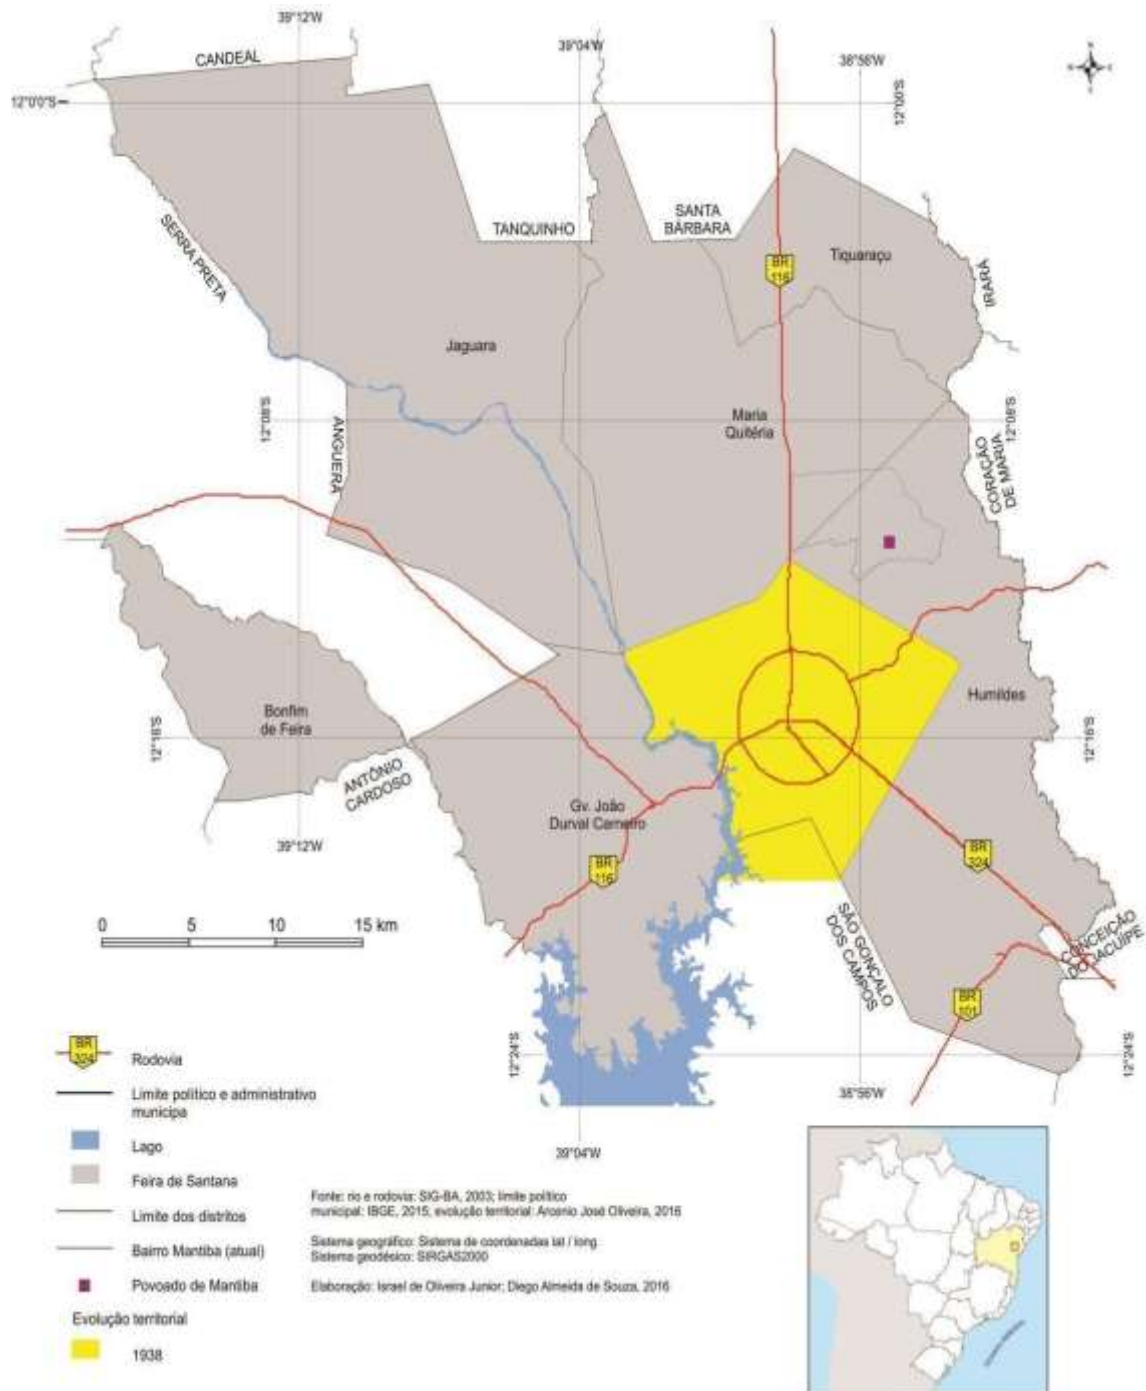 39°12'W
39°04'W
38°56'W
CANDEAL
12°0'0"S
12°00'S
SERRA PRETA
TANQUINHO
SANTA
BÁRBARA
Tiquaraçu
BR
116
IRARÁ
Jaguara
12°08'S
ANGUERA
Maria
Quitéria
12°08'S
CORAÇÃO
DE MARIA
Humildes
Bonfim
de Feira
12°16'S
12°16'S
ANTÔNIO
CARDOSO
Gv. João
Durval Carneiro
39°12'W
BR
116
BR
324
0 5 10 15 km
SÃO GONÇALO
DOS CAMPOS
CONCEIÇÃO
DO JACUÍPE
BR
101
12°24'S
12°24'S
38°56'W
39°04'W
BR
324
Rodovia
Limite político e administrativo
municipa
Lago
Feira de Santana
Limite dos distritos
Bairro Mantiba (atual)
Povoado de Mantiba
Evolução territorial
1938
Fonte: rio e rodovia: SIG-BA, 2003; limite político
municipal: IBGE, 2015; evolução territorial: Arcenio José Oliveira, 2016
Sistema geográfico: Sistema de coordenadas lat / long
Sistema geodésico: SIRGAS2000
Elaboração: Israel de Oliveira Junior; Diego Almeida de Souza, 2016